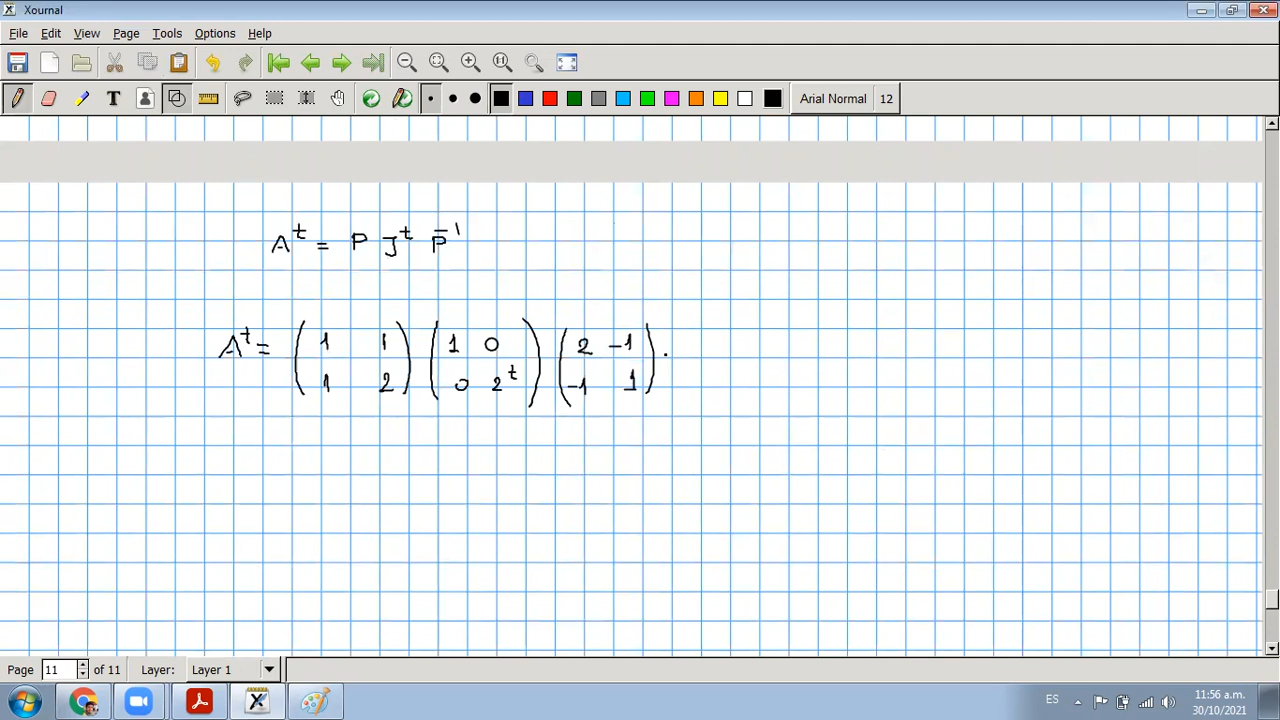 Xournal
File Edit View Page Tools Options Help
Arial Normal 12
A^t = P J^t P^-1
A^t = ( 1 1 ) ( 1 0 ) ( 2 -1 ) .
( 1 2 ) ( 0 2^t ) ( -1 1 )
Page 11 of 11 Layer: Layer 1
ES 11:56 a.m.
30/10/2021